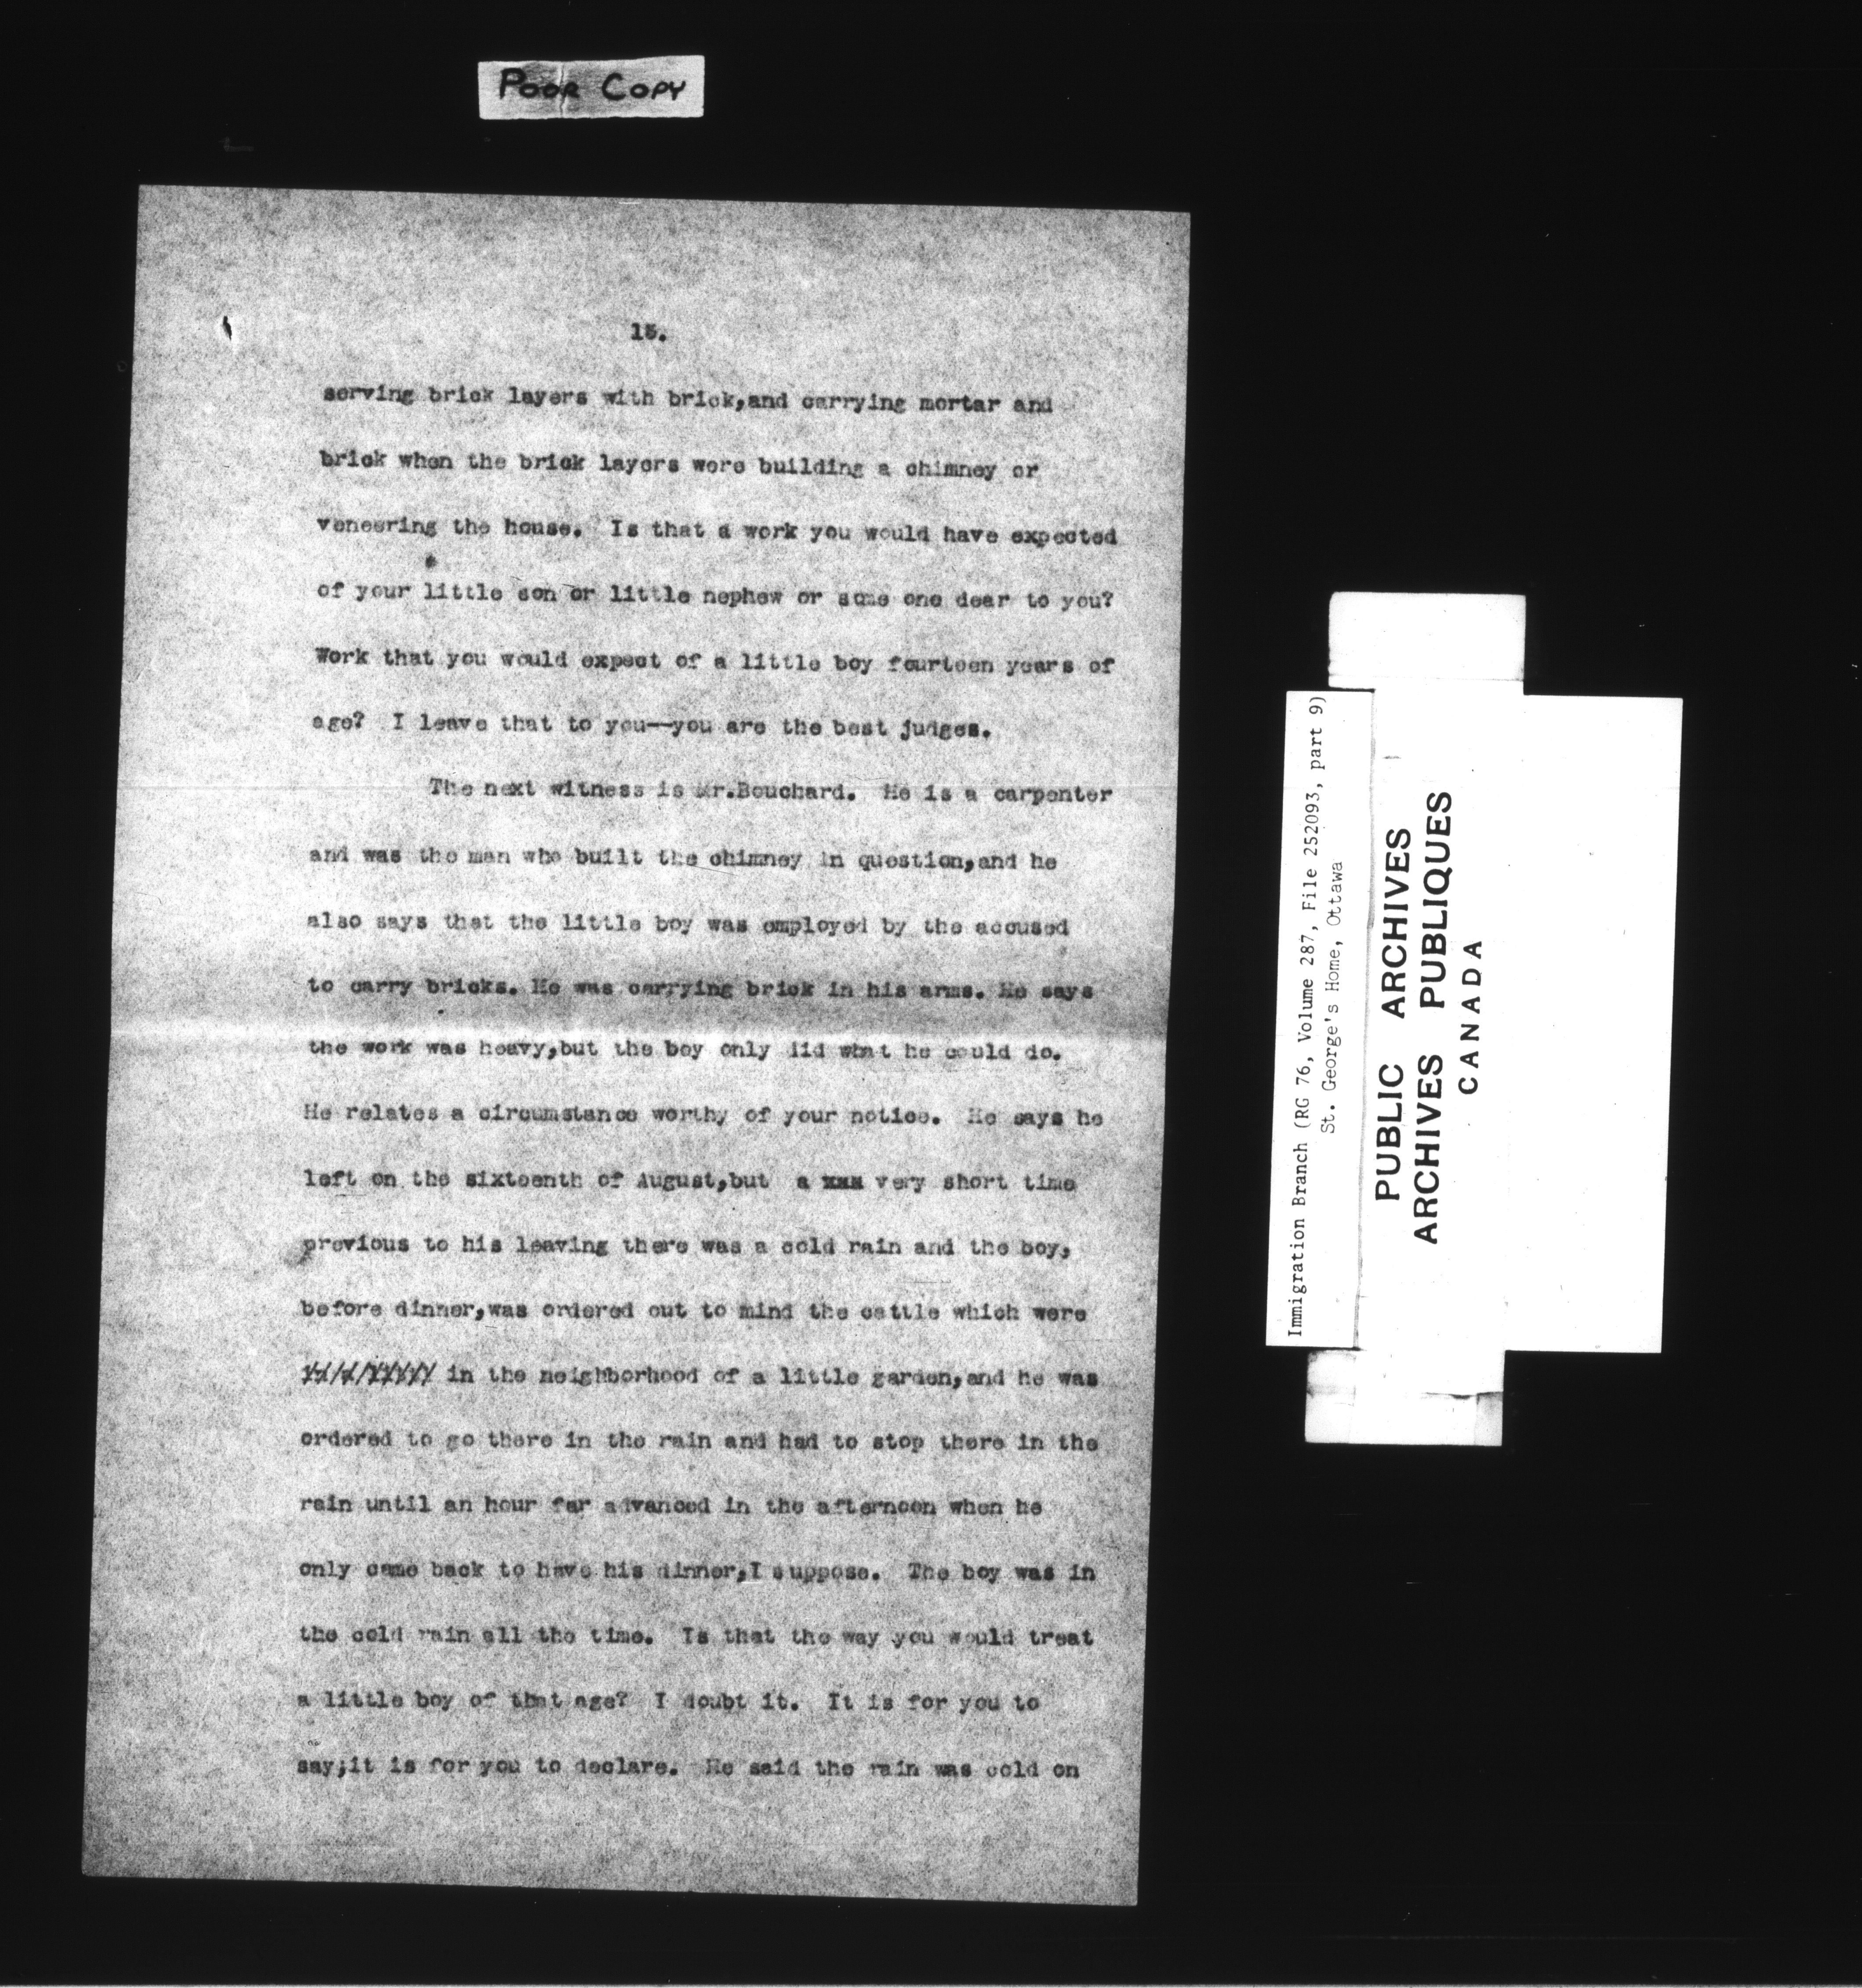 POOR COPY
15.
serving brick layers with brick,and carrying mortar and
brick when the brick layers were building a chimney or
veneering the house. Is that a work you would have expected
of your little son or little nephew or some one dear to you?
Work that you would expect of a little boy fourteen years of
age? I leave that to you--you are the best judges.
The next witness is Mr.Bouchard. He is a carpenter
and was the man who built the chimney in question,and he
also says that the little boy was employed by the accused
to carry bricks. He was carrying brick in his arms. He says
the work was heavy,but the boy only did what he could do.
He relates a circumstance worthy of your notice. He says he
left on the sixteenth of August,but a xxx very short time
previous to his leaving there was a cold rain and the boy,
before dinner,was ordered out to mind the cattle which were
in the neighborhood of a little garden,and he was
ordered to go there in the rain and had to stop there in the
rain until an hour far advanced in the afternoon when he
only came back to have his dinner,I suppose. The boy was in
the cold rain all the time. Is that the way you would treat
a little boy of that age? I doubt it. It is for you to
say;it is for you to declare. He said the rain was cold on
Immigration Branch (RG 76, Volume 287, File 252093, part 9)
St. George's Home, Ottawa
PUBLIC ARCHIVES
ARCHIVES PUBLIQUES
CANADA